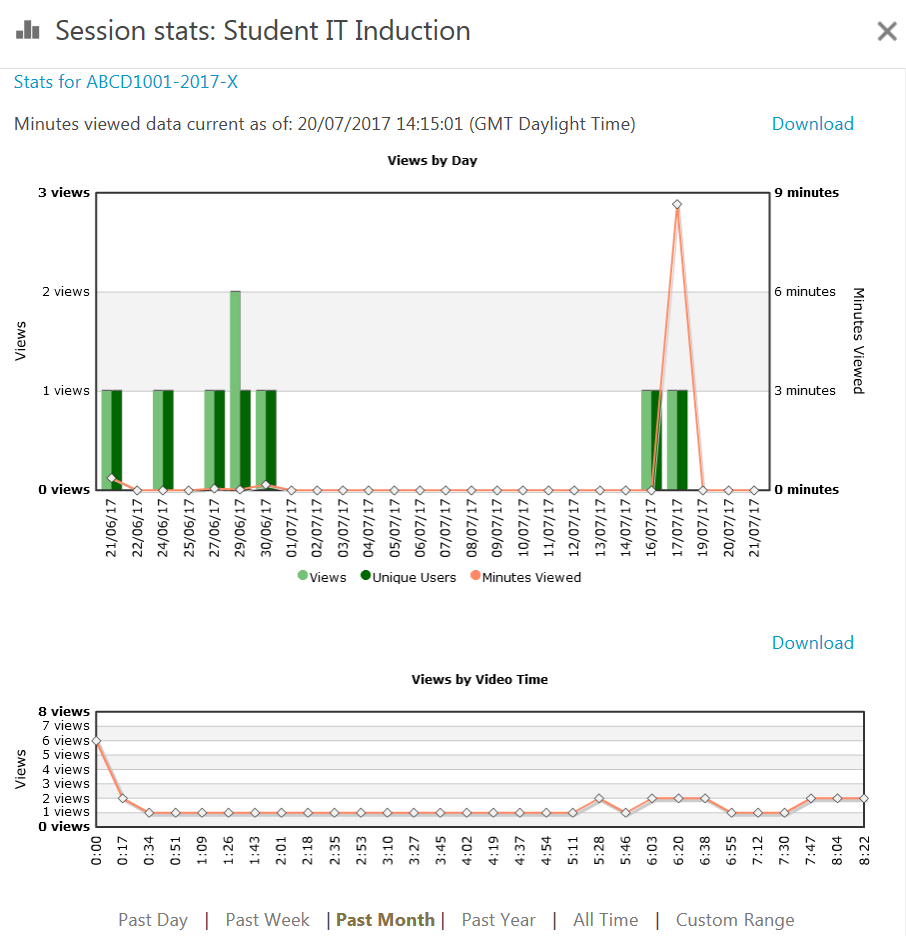 Session stats: Student IT Induction
Stats for ABCD1001-2017-X
Minutes viewed data current as of: 20/07/2017 14:15:01 (GMT Daylight Time)
Download
Views by Day
3 views
2 views
1 views
0 views
Views
9 minutes
6 minutes
3 minutes
0 minutes
Minutes Viewed
21/06/17
22/06/17
24/06/17
25/06/17
27/06/17
29/06/17
30/06/17
01/07/17
02/07/17
03/07/17
04/07/17
05/07/17
06/07/17
07/07/17
08/07/17
09/07/17
10/07/17
11/07/17
12/07/17
13/07/17
14/07/17
16/07/17
17/07/17
19/07/17
20/07/17
21/07/17
Views
Unique Users
Minutes Viewed
Download
Views by Video Time
8 views
7 views
6 views
5 views
4 views
3 views
2 views
1 views
0 views
Views
0:00
0:17
0:34
0:51
1:09
1:26
1:43
2:01
2:18
2:35
2:53
3:10
3:27
3:45
4:02
4:19
4:37
4:54
5:11
5:28
5:46
6:03
6:20
6:38
6:55
7:12
7:30
7:47
8:04
8:22
Past Day | Past Week | Past Month | Past Year | All Time | Custom Range